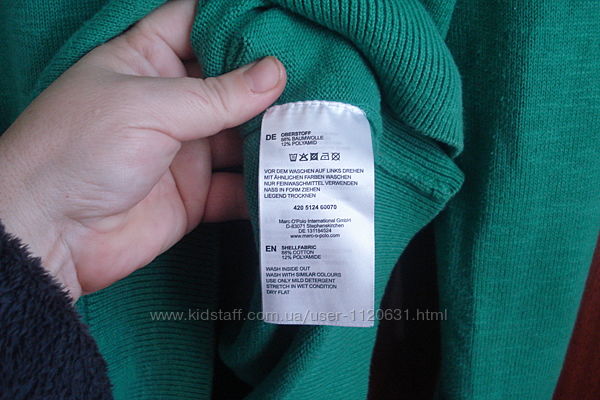 DE OBERSTOFF
88% BAUMWOLLE
12% POLYAMID
VOR DEM WASCHEN AUF LINKS DREHEN
MIT ÄHNLICHEN FARBEN WASCHEN
NUR FEINWASCHMITTEL VERWENDEN
NASS IN FORM ZIEHEN
LIEGEND TROCKNEN
420 5124 60070
Marc O'Polo International GmbH
D-83071 Stephanskirchen
DE 131184524
www.marc-o-polo.com
EN SHELLFABRIC
88% COTTON
12% POLYAMIDE
WASH INSIDE OUT
WASH WITH SIMILAR COLOURS
USE ONLY MILD DETERGENT
STRETCH IN WET CONDITION
DRY FLAT
www.kidstaff.com.ua/user-1120631.html